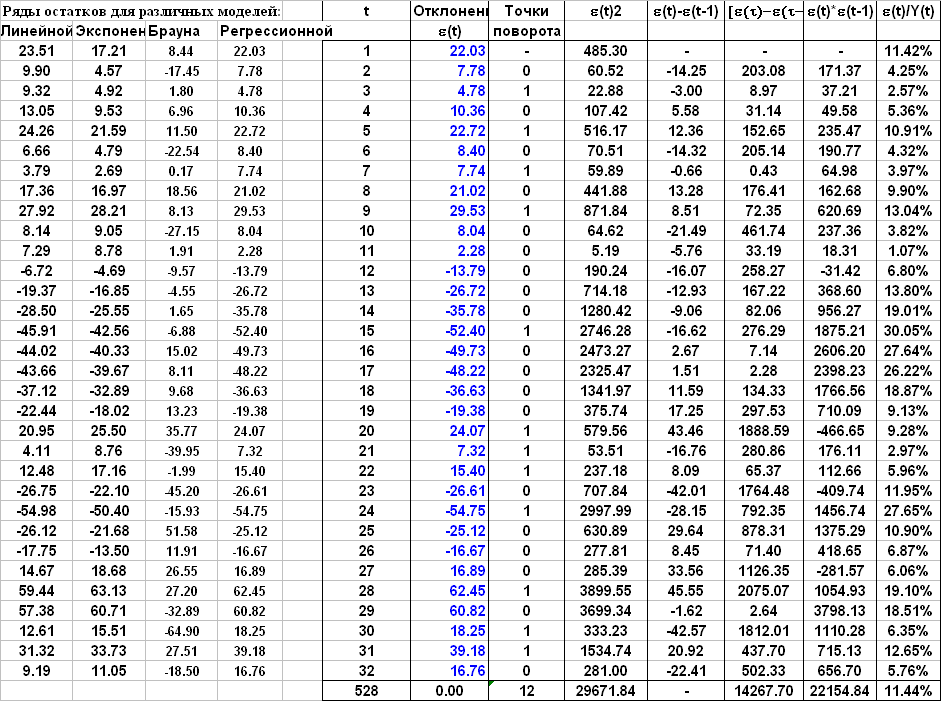 Ряды остатков для различных моделей: t Отклонени Точки ε(t)2 ε(t)-ε(t-1) [ε(τ)−ε(τ− ε(t)*ε(t-1) ε(t)/Y(t)
Линейной Экспонен Брауна Регрессионной ε(t) поворота
23.51 17.21 8.44 22.03 1 22.03 - 485.30 - - - 11.42%
9.90 4.57 -17.45 7.78 2 7.78 0 60.52 -14.25 203.08 171.37 4.25%
9.32 4.92 1.80 4.78 3 4.78 1 22.88 -3.00 8.97 37.21 2.57%
13.05 9.53 6.96 10.36 4 10.36 0 107.42 5.58 31.14 49.58 5.36%
24.26 21.59 11.50 22.72 5 22.72 1 516.17 12.36 152.65 235.47 10.91%
6.66 4.79 -22.54 8.40 6 8.40 0 70.51 -14.32 205.14 190.77 4.32%
3.79 2.69 0.17 7.74 7 7.74 1 59.89 -0.66 0.43 64.98 3.97%
17.36 16.97 18.56 21.02 8 21.02 0 441.88 13.28 176.41 162.68 9.90%
27.92 28.21 8.13 29.53 9 29.53 1 871.84 8.51 72.35 620.69 13.04%
8.14 9.05 -27.15 8.04 10 8.04 0 64.62 -21.49 461.74 237.36 3.82%
7.29 8.78 1.91 2.28 11 2.28 0 5.19 -5.76 33.19 18.31 1.07%
-6.72 -4.69 -9.57 -13.79 12 -13.79 0 190.24 -16.07 258.27 -31.42 6.80%
-19.37 -16.85 -4.55 -26.72 13 -26.72 0 714.18 -12.93 167.22 368.60 13.80%
-28.50 -25.55 1.65 -35.78 14 -35.78 0 1280.42 -9.06 82.06 956.27 19.01%
-45.91 -42.56 -6.88 -52.40 15 -52.40 1 2746.28 -16.62 276.29 1875.21 30.05%
-44.02 -40.33 15.02 -49.73 16 -49.73 0 2473.27 2.67 7.14 2606.20 27.64%
-43.66 -39.67 8.11 -48.22 17 -48.22 0 2325.47 1.51 2.28 2398.23 26.22%
-37.12 -32.89 9.68 -36.63 18 -36.63 0 1341.97 11.59 134.33 1766.56 18.87%
-22.44 -18.02 13.23 -19.38 19 -19.38 0 375.74 17.25 297.53 710.09 9.13%
20.95 25.50 35.77 24.07 20 24.07 1 579.56 43.46 1888.59 -466.65 9.28%
4.11 8.76 -39.95 7.32 21 7.32 1 53.51 -16.76 280.86 176.11 2.97%
12.48 17.16 -1.99 15.40 22 15.40 1 237.18 8.09 65.37 112.66 5.96%
-26.75 -22.10 -45.20 -26.61 23 -26.61 0 707.84 -42.01 1764.48 -409.74 11.95%
-54.98 -50.40 -15.93 -54.75 24 -54.75 1 2997.99 -28.15 792.35 1456.74 27.65%
-26.12 -21.68 51.58 -25.12 25 -25.12 0 630.89 29.64 878.31 1375.29 10.90%
-17.75 -13.50 11.91 -16.67 26 -16.67 0 277.81 8.45 71.40 418.65 6.87%
14.67 18.68 26.55 16.89 27 16.89 0 285.39 33.56 1126.35 -281.57 6.06%
59.44 63.13 27.20 62.45 28 62.45 1 3899.55 45.55 2075.07 1054.93 19.10%
57.38 60.71 -32.89 60.82 29 60.82 0 3699.34 -1.62 2.64 3798.13 18.51%
12.61 15.51 -64.90 18.25 30 18.25 1 333.23 -42.57 1812.01 1110.28 6.35%
31.32 33.73 27.51 39.18 31 39.18 1 1534.74 20.92 437.70 715.13 12.65%
9.19 11.05 -18.50 16.76 32 16.76 0 281.00 -22.41 502.33 656.70 5.76%
528 0.00 12 29671.84 - 14267.70 22154.84 11.44%